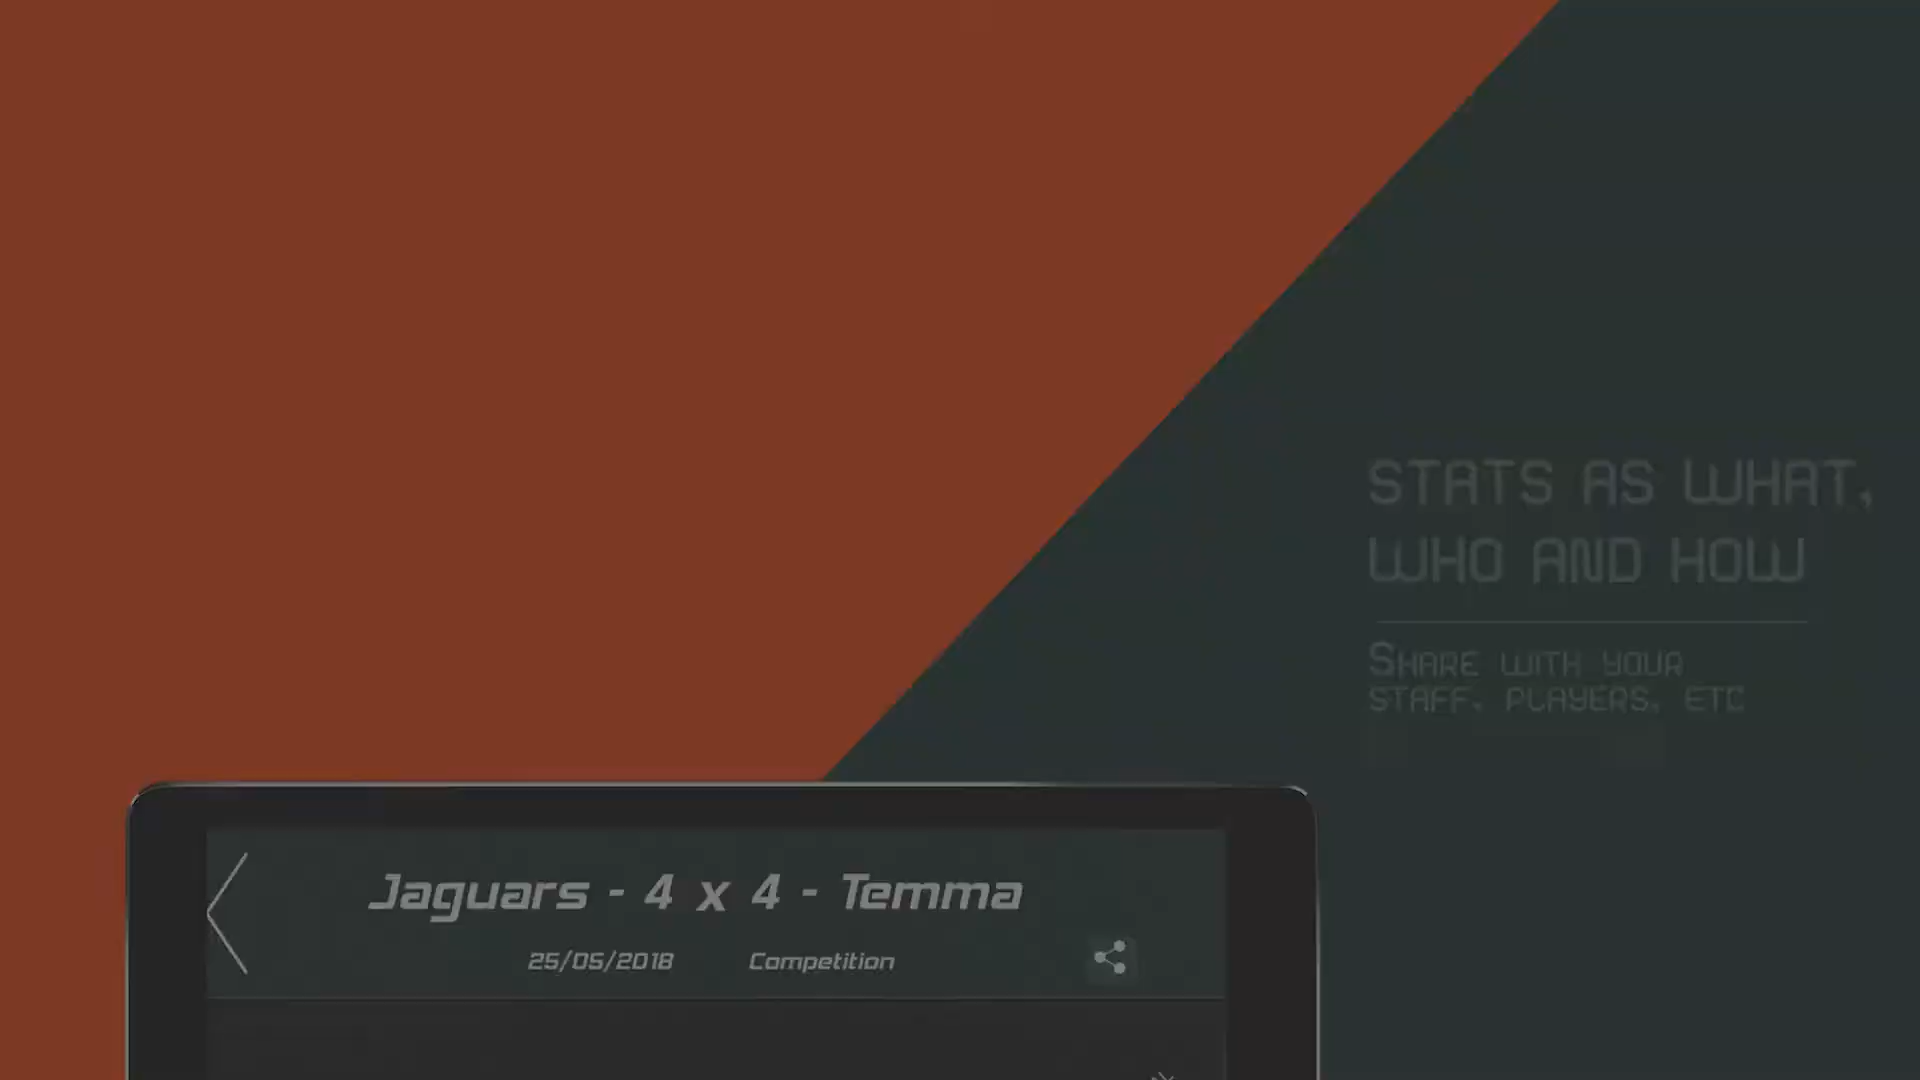 STATS AS WHAT,
WHO AND HOW
SHARE WITH YOUR
STAFF, PLAYERS, ETC
Jaguars - 4 x 4 - Temma
25/05/2018 Competition